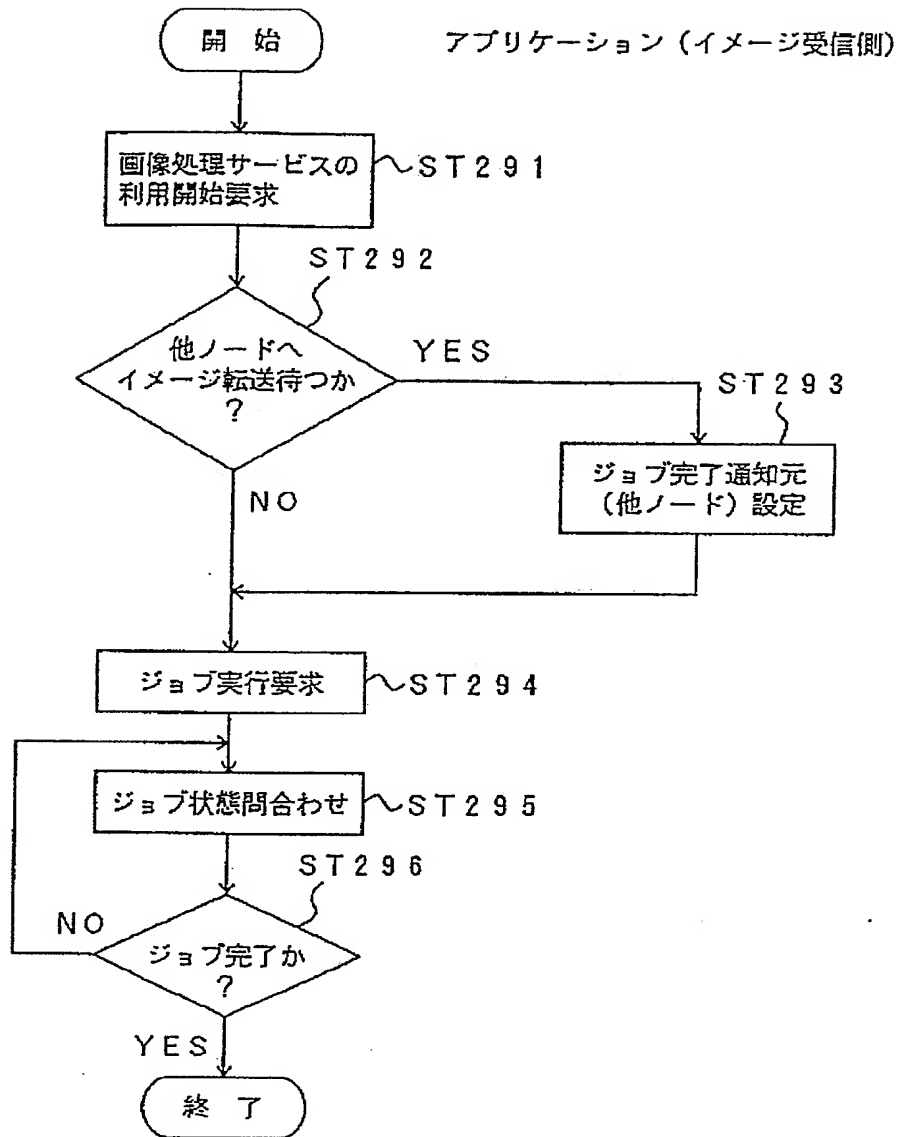 開 始
アプリケーション (イメージ受信側)
画像処理サービスの
利用開始要求
ST291
ST292
他ノードへ
イメージ転送待つか
?
YES
NO
ST293
ジョブ完了通知元
(他ノード) 設定
ジョブ実行要求
ST294
ジョブ状態問合わせ
ST295
ST296
ジョブ完了か
?
NO
YES
終 了